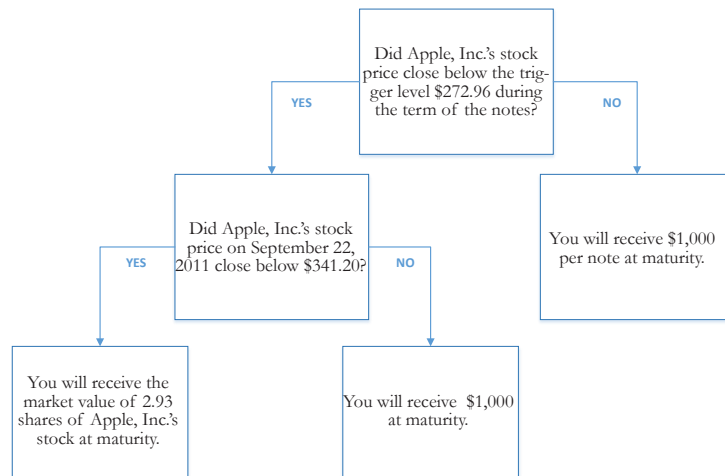 Did Apple, Inc.'s stock
price close below the trig-
ger level $272.96 during
the term of the notes?
YES
NO
Did Apple, Inc.'s stock
price on September 22,
2011 close below $341.20?
You will receive $1,000
per note at maturity.
YES
NO
You will receive the
market value of 2.93
shares of Apple, Inc.'s
stock at maturity.
You will receive $1,000
at maturity.